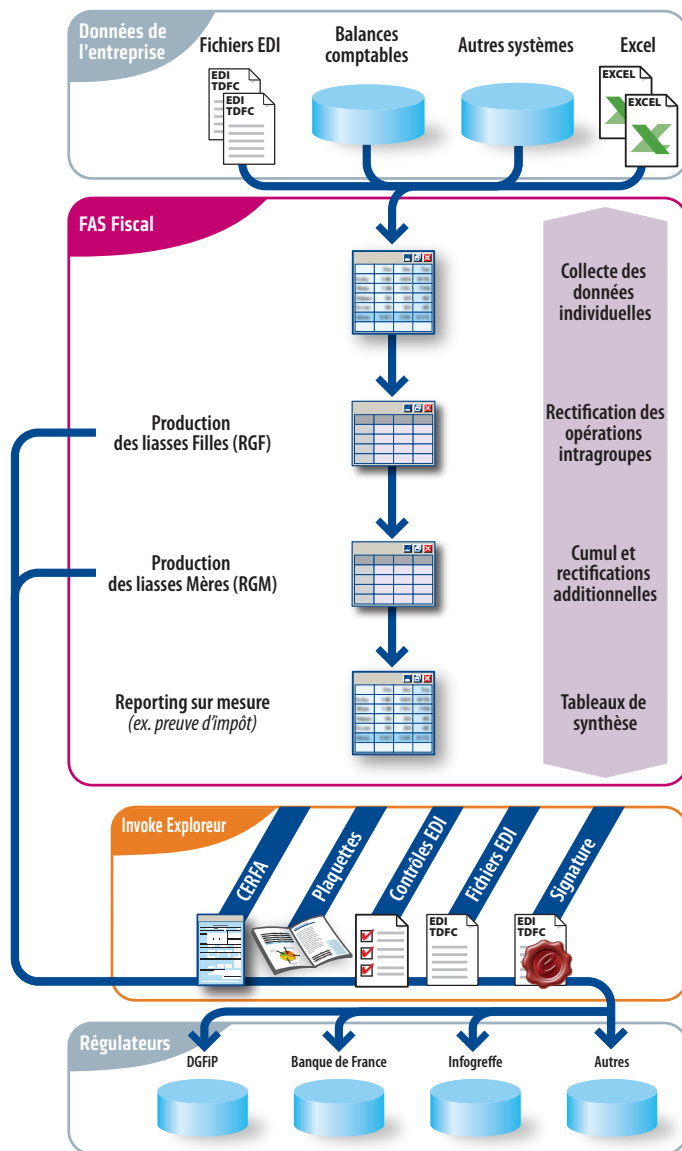 Données de
l'entreprise
Fichiers EDI
Balances
comptables
Autres systèmes
Excel
EDI
TDFC
EDI
TDFC
EXCEL
EXCEL
FAS Fiscal
Collecte des
données
individuelles
Production
des liasses Filles (RGF)
Rectification des
opérations
intragroupes
Production
des liasses Mères (RGM)
Cumul et
rectifications
additionnelles
Reporting sur mesure
(ex. preuve d'impôt)
Tableaux de
synthèse
Invoke Exploreur
CERFA
Plaquettes
Contrôles EDI
Fichiers EDI
Signature
EDI
TDFC
EDI
TDFC
Régulateurs
DGFiP
Banque de France
Infogreffe
Autres